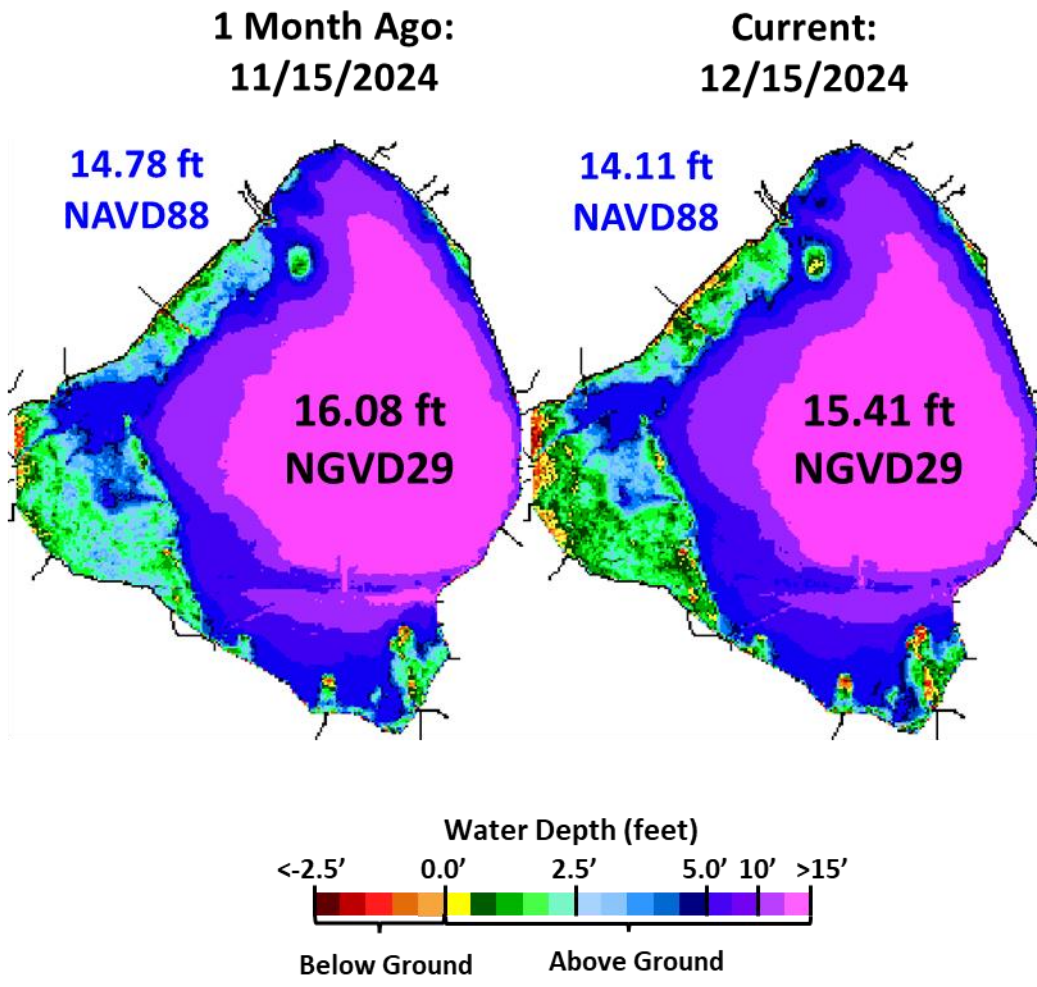 1 Month Ago:
11/15/2024
Current:
12/15/2024
14.78 ft
NAVD88
14.11 ft
NAVD88
16.08 ft
NGVD29
15.41 ft
NGVD29
Water Depth (feet)
<-2.5’ 0.0’ 2.5’ 5.0’ 10’ >15’
Below Ground Above Ground